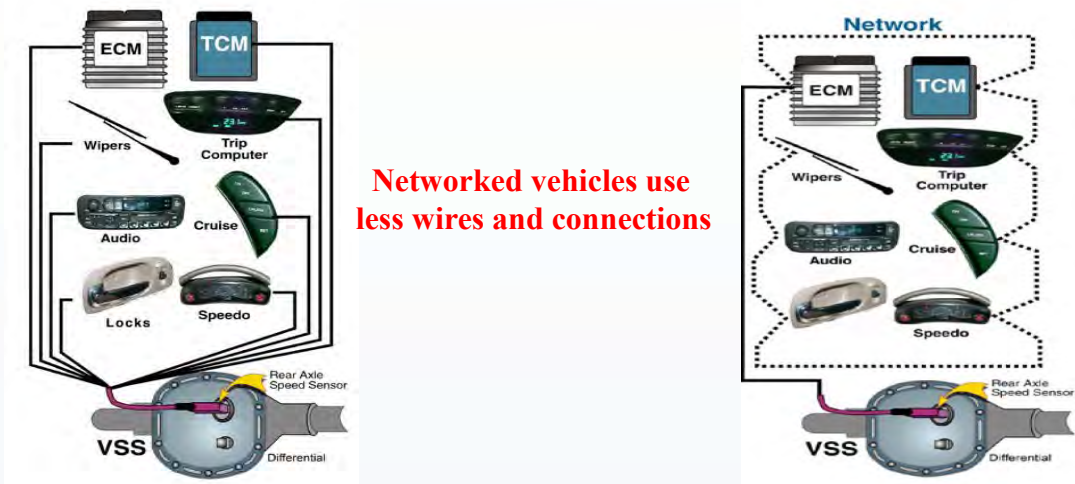 ECM
TCM
Wipers
Trip
Computer
Audio
Cruise
Locks
Speedo
Rear Axle
Speed Sensor
VSS
Differential
Networked vehicles use
less wires and connections
Network
ECM
TCM
Wipers
Trip
Computer
Audio
Cruise
Speedo
Rear Axle
Speed Sensor
VSS
Differential